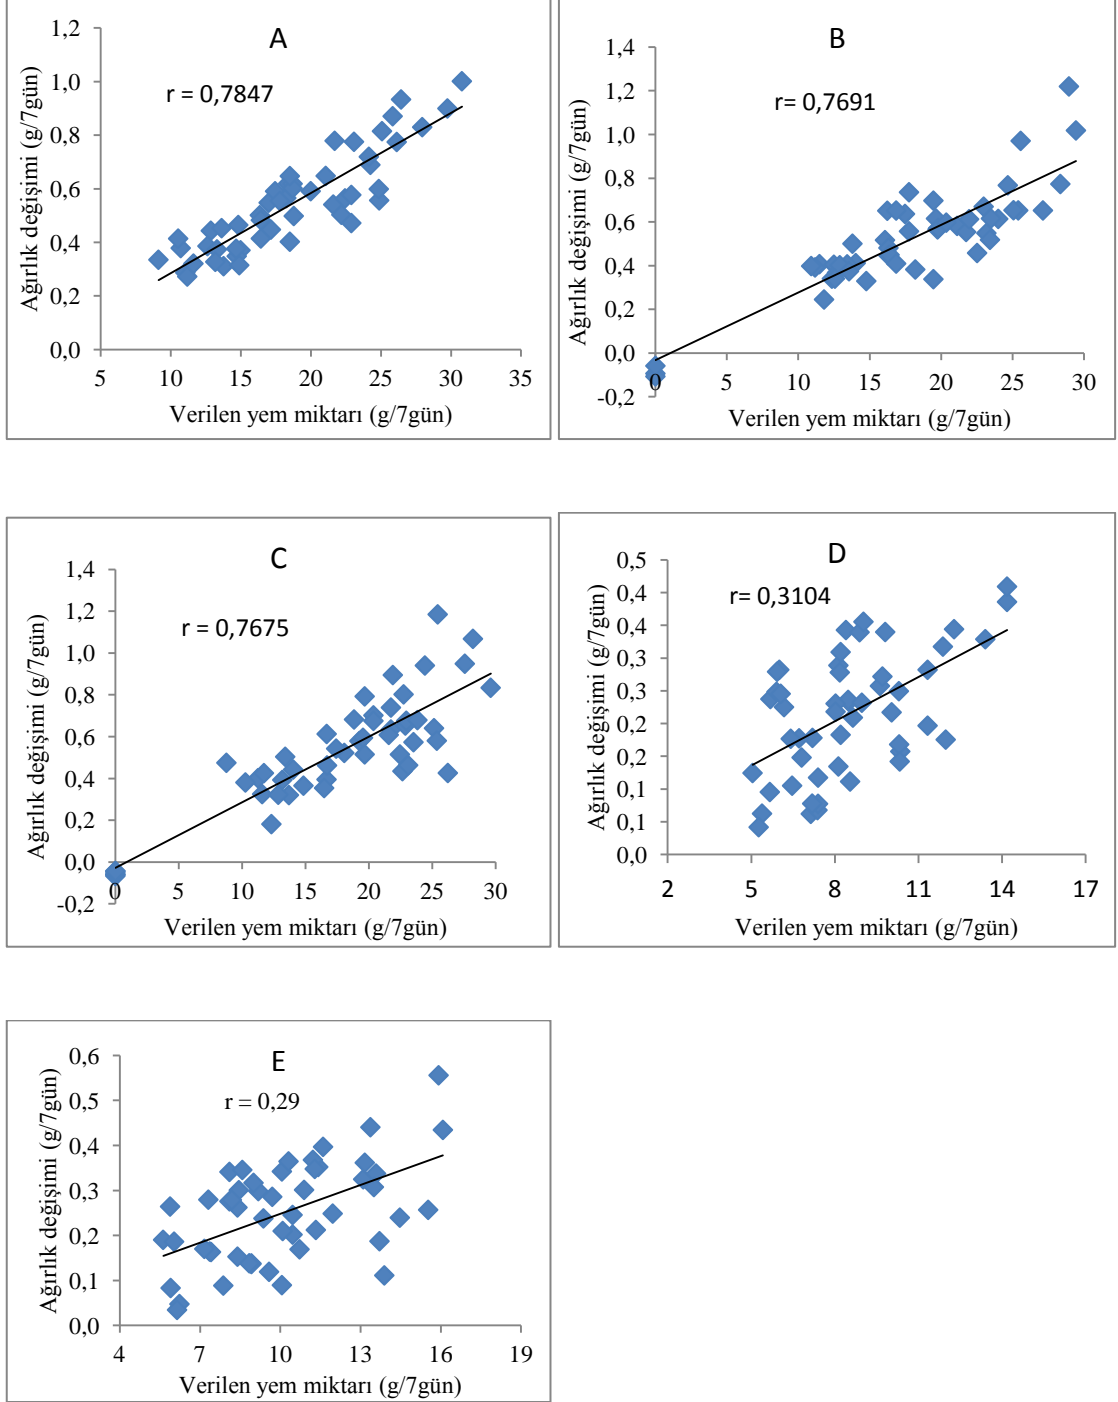 A
r = 0,7847
Ağırlık değişimi (g/7gün)
1,2
1,0
0,8
0,6
0,4
0,2
0,0
5 10 15 20 25 30 35
Verilen yem miktarı (g/7gün)
B
r= 0,7691
Ağırlık değişimi (g/7gün)
1,4
1,2
1,0
0,8
0,6
0,4
0,2
0,0
-0,2
0 5 10 15 20 25 30
Verilen yem miktarı (g/7gün)
C
r = 0,7675
Ağırlık değişimi (g/7gün)
1,4
1,2
1,0
0,8
0,6
0,4
0,2
0,0
-0,2
0 5 10 15 20 25 30
Verilen yem miktarı (g/7gün)
D
r= 0,3104
Ağırlık değişimi (g/7gün)
0,5
0,4
0,4
0,3
0,3
0,2
0,2
0,1
0,1
0,0
2 5 8 11 14 17
Verilen yem miktarı (g/7gün)
E
r = 0,29
Ağırlık değişimi (g/7gün)
0,6
0,5
0,4
0,3
0,2
0,1
0,0
4 7 10 13 16 19
Verilen yem miktarı (g/7gün)